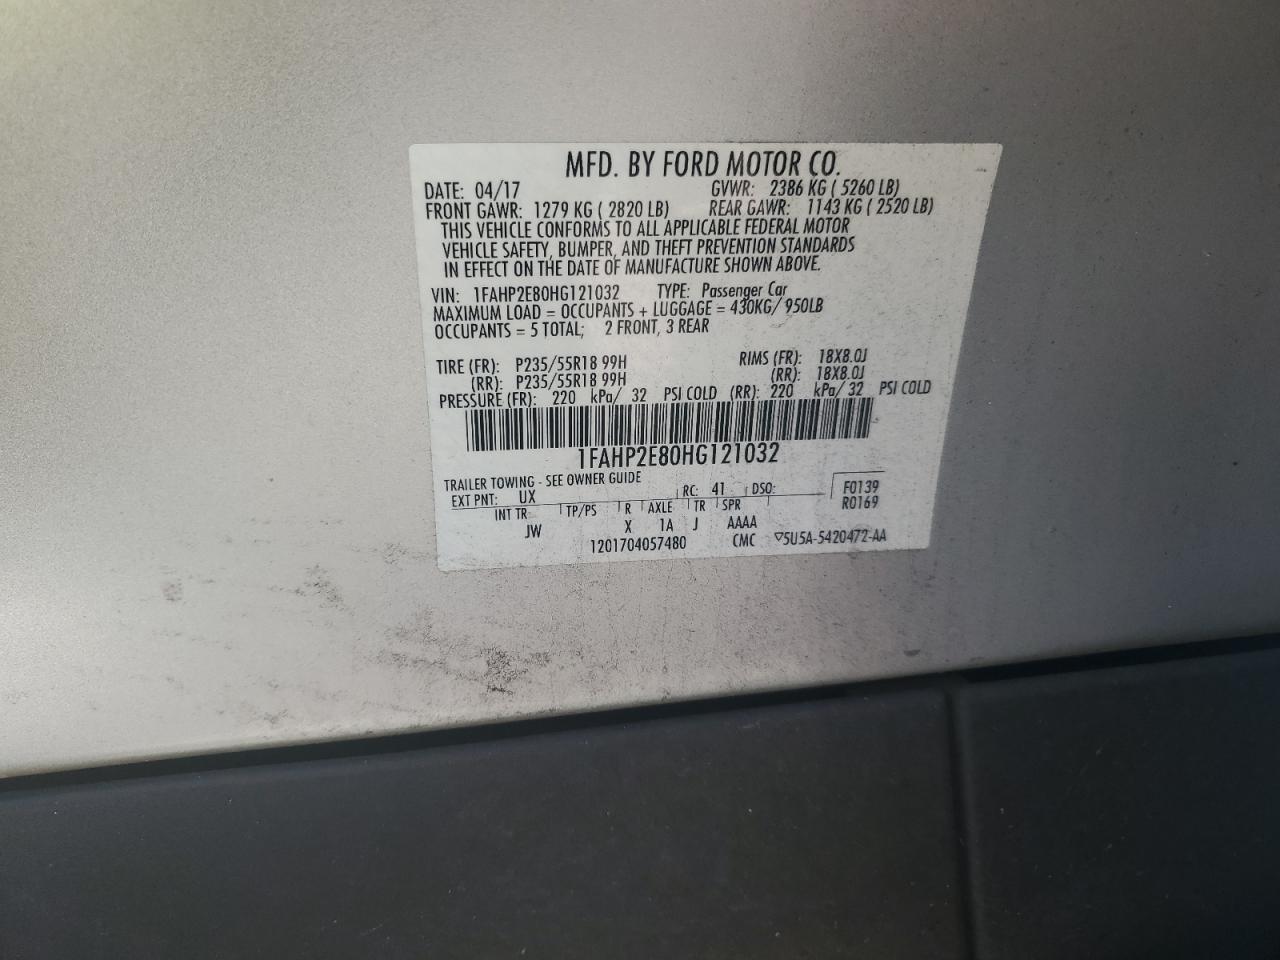 MFD. BY FORD MOTOR CO.
DATE: 04/17 GVWR: 2386 KG ( 5260 LB)
FRONT GAWR: 1279 KG ( 2820 LB) REAR GAWR: 1143 KG ( 2520 LB)
THIS VEHICLE CONFORMS TO ALL APPLICABLE FEDERAL MOTOR
VEHICLE SAFETY, BUMPER, AND THEFT PREVENTION STANDARDS
IN EFFECT ON THE DATE OF MANUFACTURE SHOWN ABOVE.
VIN: 1FAHP2E80HG121032 TYPE: Passenger Car
MAXIMUM LOAD = OCCUPANTS + LUGGAGE = 430KG/ 950LB
OCCUPANTS = 5 TOTAL; 2 FRONT, 3 REAR
TIRE (FR): P235/55R18 99H RIMS (FR): 18X8.0J
(RR): P235/55R18 99H (RR): 18X8.0J
PRESSURE (FR): 220 kPa/ 32 PSI COLD (RR): 220 kPa/ 32 PSI COLD
1FAHP2E80HG121032
TRAILER TOWING - SEE OWNER GUIDE
EXT PNT: UX RC: 41 DSO: F0139
R0169
INT TR TP/PS R AXLE TR SPR
JW X 1A J AAAA
1201704057480 CMC ▽5U5A-5420472-AA